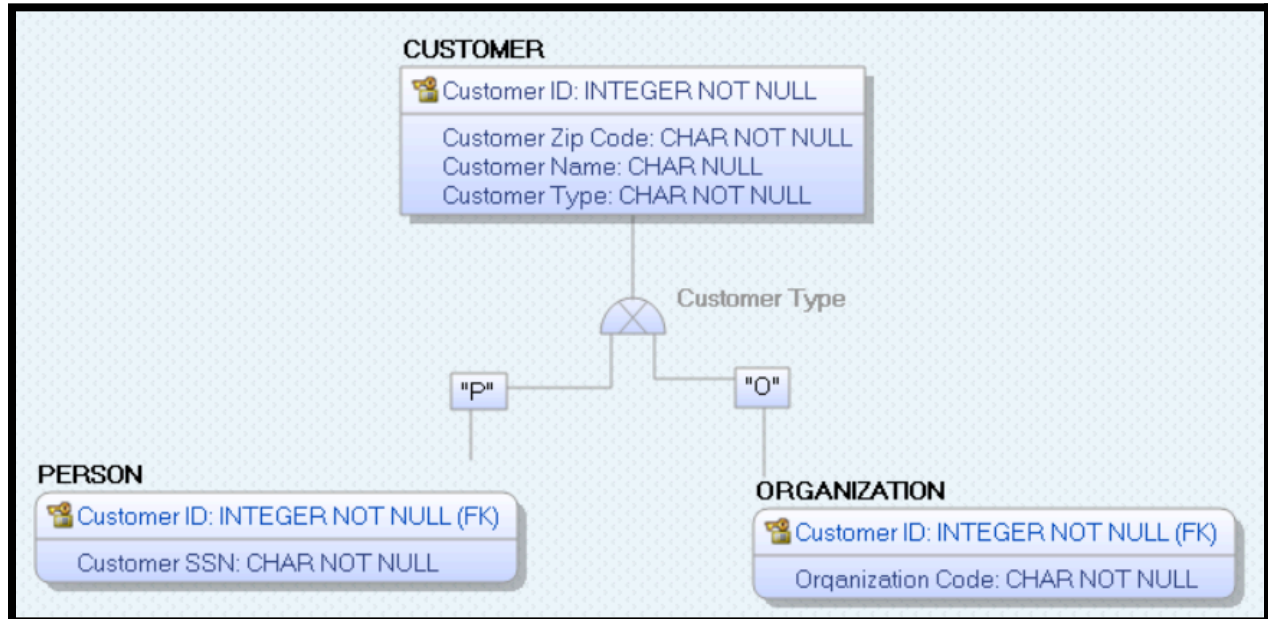 CUSTOMER
Customer ID: INTEGER NOT NULL
Customer Zip Code: CHAR NOT NULL
Customer Name: CHAR NULL
Customer Type: CHAR NOT NULL
Customer Type
"P"
"O"
PERSON
Customer ID: INTEGER NOT NULL (FK)
Customer SSN: CHAR NOT NULL
ORGANIZATION
Customer ID: INTEGER NOT NULL (FK)
Organization Code: CHAR NOT NULL